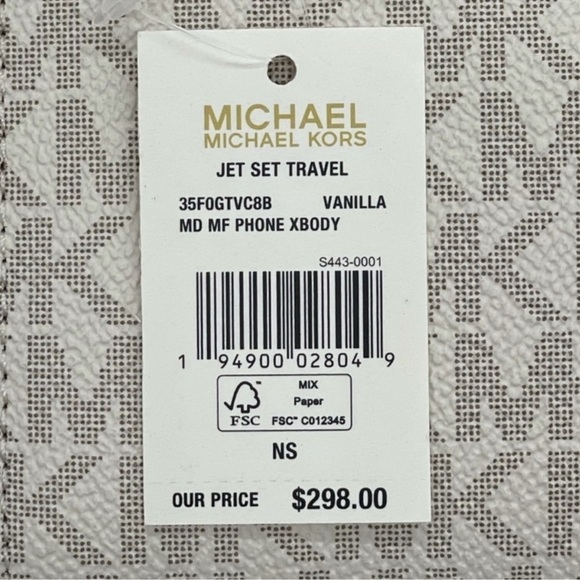 MICHAEL
MICHAEL KORS
JET SET TRAVEL
35F0GTVC8B VANILLA
MD MF PHONE XBODY
S443-0001
1 94900 02804 9
FSC
MIX
Paper
FSC™ C012345
NS
OUR PRICE $298.00